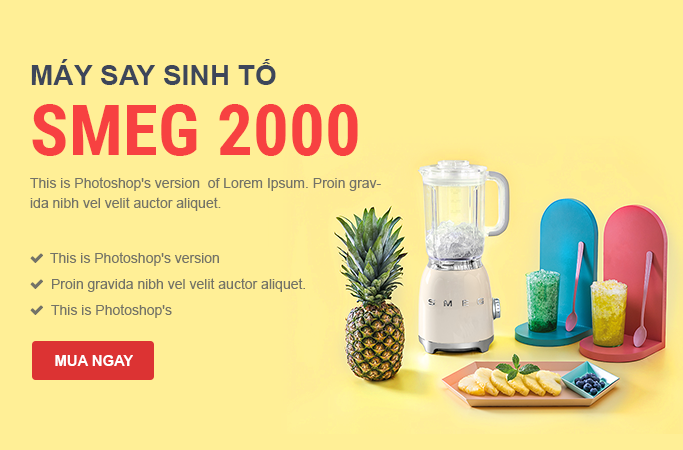 MÁY SAY SINH TỐ
SMEG 2000
This is Photoshop's version  of Lorem Ipsum. Proin grav-
ida nibh vel velit auctor aliquet.
This is Photoshop's version
Proin gravida nibh vel velit auctor aliquet.
This is Photoshop's
SMEG
MUA NGAY